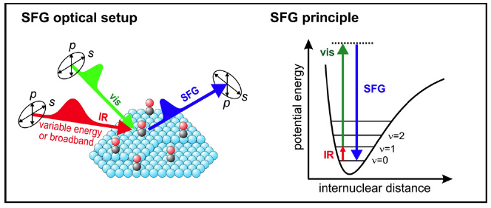 SFG optical setup
p
s
vis
SFG
p
s
p
s
IR
variable energy
or broadband
SFG principle
potential energy
vis
SFG
IR
ν=2
ν=1
ν=0
internuclear distance